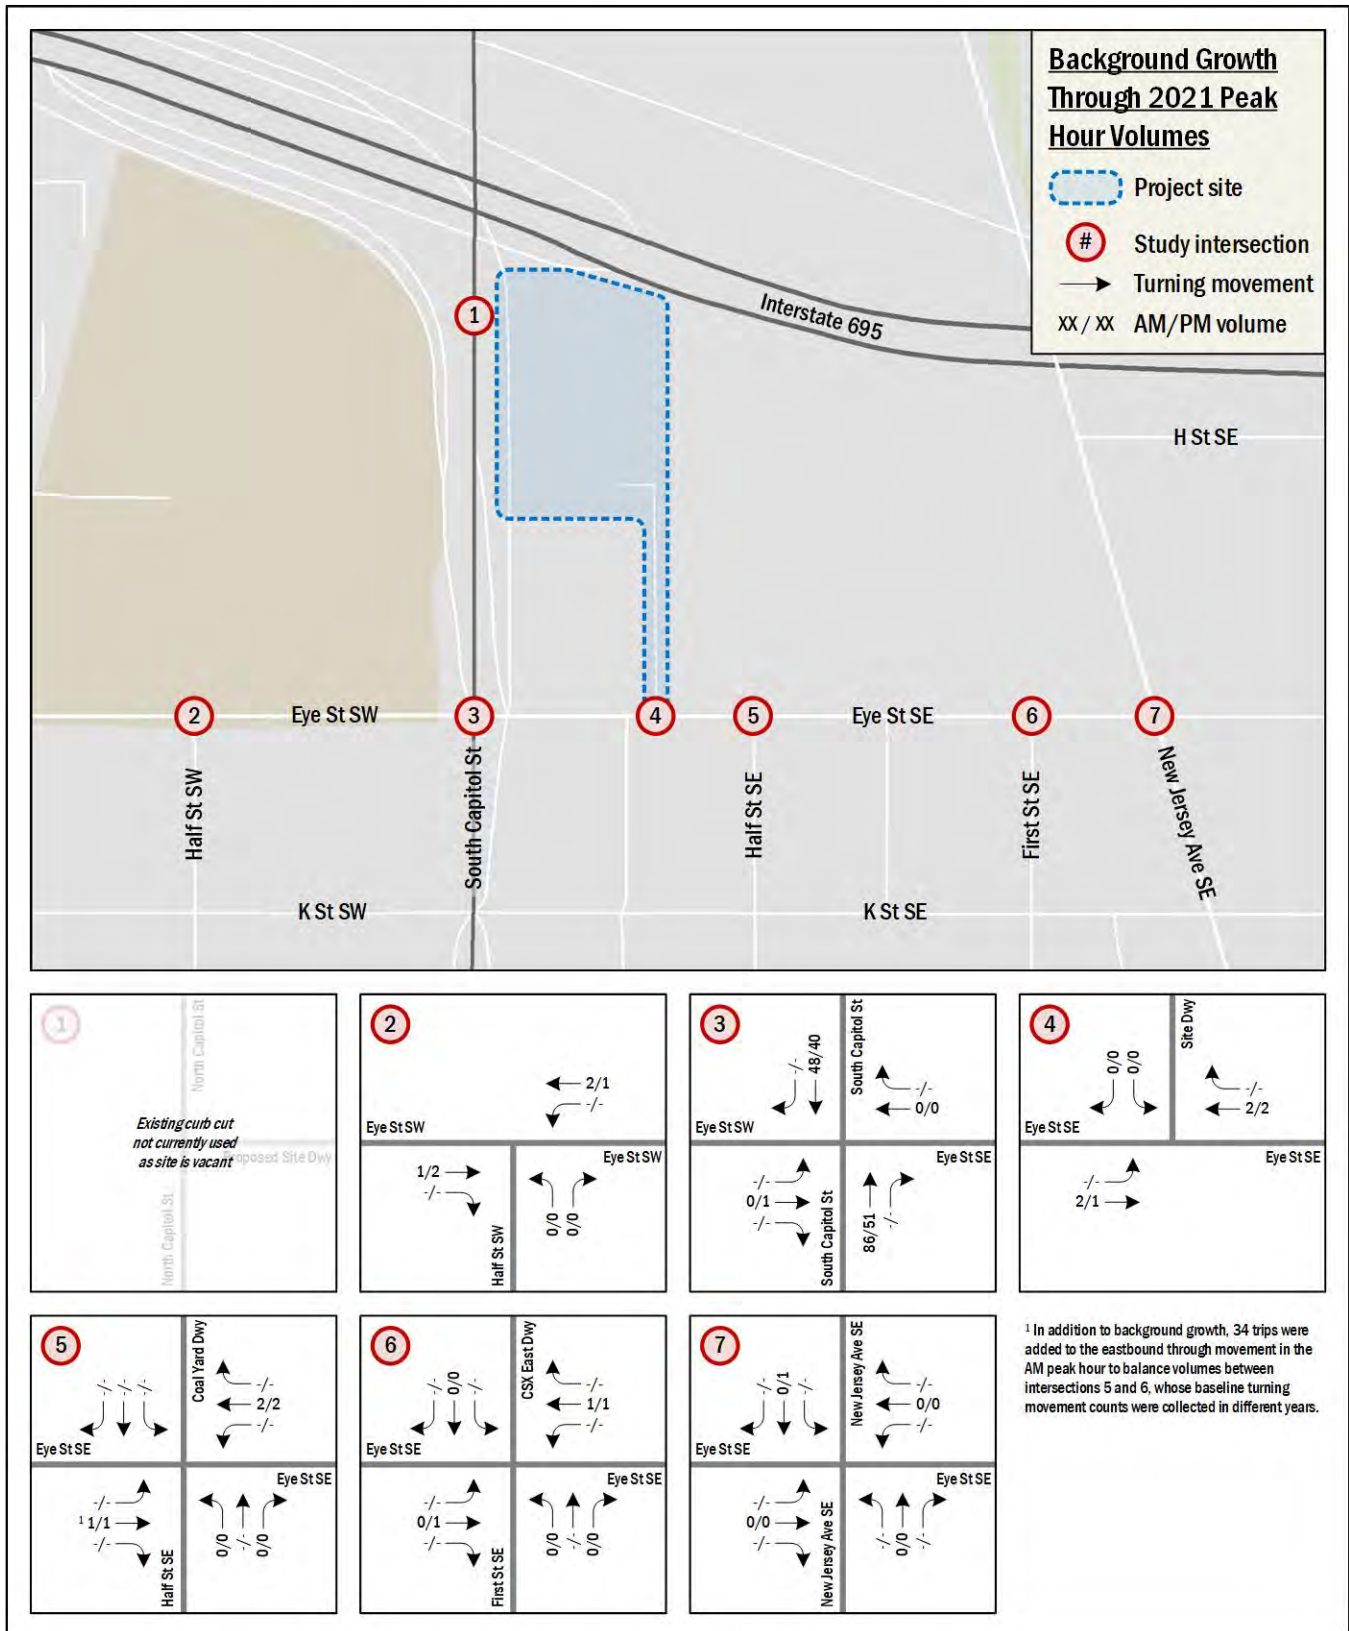 Background Growth
Through 2021 Peak
Hour Volumes
Project site
# Study intersection
Turning movement
XX / XX AM/PM volume
Interstate 695
1
H St SE
2
Eye St SW
3
4
5
Eye St SE
6
7
Half St SW
South Capitol St
Half St SE
First St SE
New Jersey Ave SE
K St SW
K St SE
1
North Capitol St
Existing curb cut
not currently used
as site is vacant
Proposed Site Dwy
North Capitol St
2
2/1
-/-
Eye St SW
Eye St SW
1/2
-/-
Half St SW
0/0
0/0
3
-/-
48/40
South Capitol St
-/-
0/0
Eye St SW
Eye St SE
-/-
0/1
-/-
South Capitol St
86/51
-/-
4
0/0
0/0
Site Dwy
-/-
2/2
Eye St SE
Eye St SE
-/-
2/1
5
-/-
-/-
-/-
Coal Yard Dwy
-/-
2/2
-/-
Eye St SE
Eye St SE
-/-
1 1/1
-/-
Half St SE
0/0
-/-
0/0
6
-/-
0/0
-/-
CSX East Dwy
-/-
1/1
-/-
Eye St SE
Eye St SE
-/-
0/1
-/-
First St SE
0/0
-/-
0/0
7
-/-
0/1
-/-
New Jersey Ave SE
-/-
0/0
-/-
Eye St SE
Eye St SE
-/-
0/0
-/-
New Jersey Ave SE
-/-
0/0
-/-
1 In addition to background growth, 34 trips were
added to the eastbound through movement in the
AM peak hour to balance volumes between
intersections 5 and 6, whose baseline turning
movement counts were collected in different years.